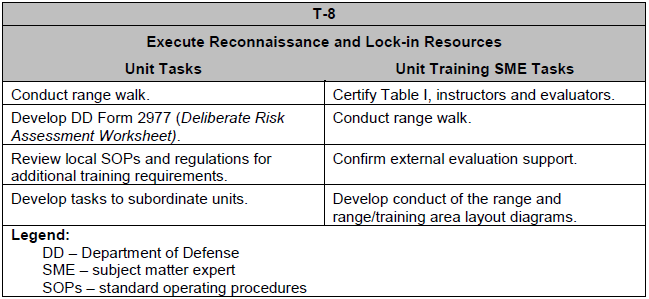 T-8
Execute Reconnaissance and Lock-in Resources
Unit Tasks
Unit Training SME Tasks
Conduct range walk.
Certify Table I, instructors and evaluators.
Develop DD Form 2977 (Deliberate Risk
Assessment Worksheet).
Conduct range walk.
Review local SOPs and regulations for
additional training requirements.
Confirm external evaluation support.
Develop tasks to subordinate units.
Develop conduct of the range and
range/training area layout diagrams.
Legend:
DD – Department of Defense
SME – subject matter expert
SOPs – standard operating procedures